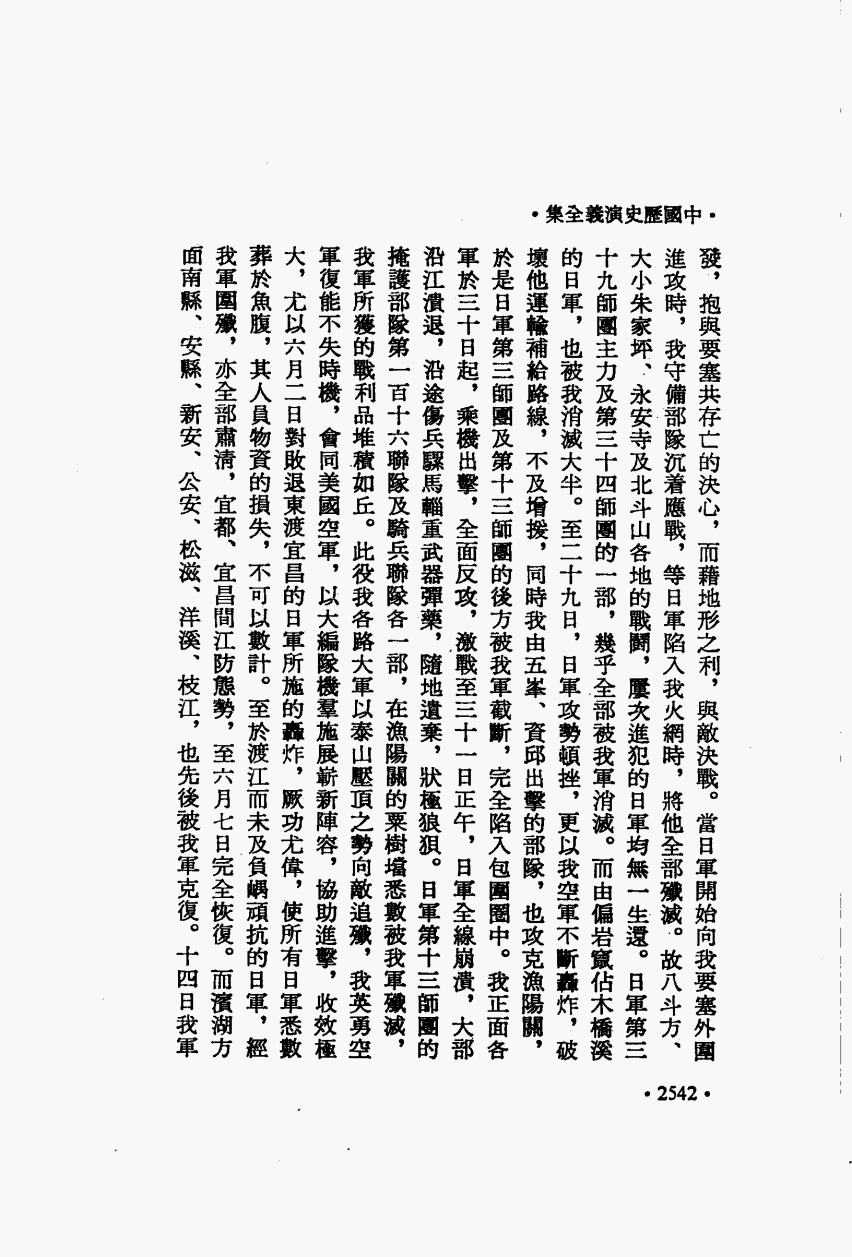 •中國歷史演義全集•
發，抱與要塞共存亡的決心，而藉地形之利，與敵決戰。當日軍開始向我要塞外圍
進攻時，我守備部隊沉着應戰，等日軍陷入我火網時，將他全部殲滅。故八斗方、
大小朱家坪、永安寺及北斗山各地的戰鬪，屢次進犯的日軍均無一生還。日軍第三
十九師團主力及第三十四師團的一部，幾乎全部被我軍消滅。而由偏岩竄佔木橋溪
的日軍，也被我消滅大半。至二十九日，日軍攻勢頓挫，更以我空軍不斷轟炸，破
壞他運輸補給路線，不及增援，同時我由五峯、資邱出擊的部隊，也攻克漁陽關，
於是日軍第三師團及第十三師團的後方被我軍截斷，完全陷入包圍圈中。我正面各
軍於三十日起，乘機出擊，全面反攻，激戰至三十一日正午，日軍全線崩潰，大部
沿江潰退，沿途傷兵騾馬輜重武器彈藥，隨地遺棄，狀極狼狽。日軍第十三師團的
掩護部隊第一百十六聯隊及騎兵聯隊各一部，在漁陽關的栗樹壋悉數被我軍殲滅，
我軍所獲的戰利品堆積如丘。此役我各路大軍以泰山壓頂之勢向敵追殲，我英勇空
軍復能不失時機，會同美國空軍，以大編隊機羣施展嶄新陣容，協助進擊，收效極
大，尤以六月二日對敗退東渡宜昌的日軍所施的轟炸，厥功尤偉，使所有日軍悉數
葬於魚腹，其人員物資的損失，不可以數計。至於渡江而未及負嵎頑抗的日軍，經
我軍圍殲，亦全部肅清，宜都、宜昌間江防態勢，至六月七日完全恢復。而濱湖方
面南縣、安縣、新安、公安、松滋、洋溪、枝江，也先後被我軍克復。十四日我軍
•2542•